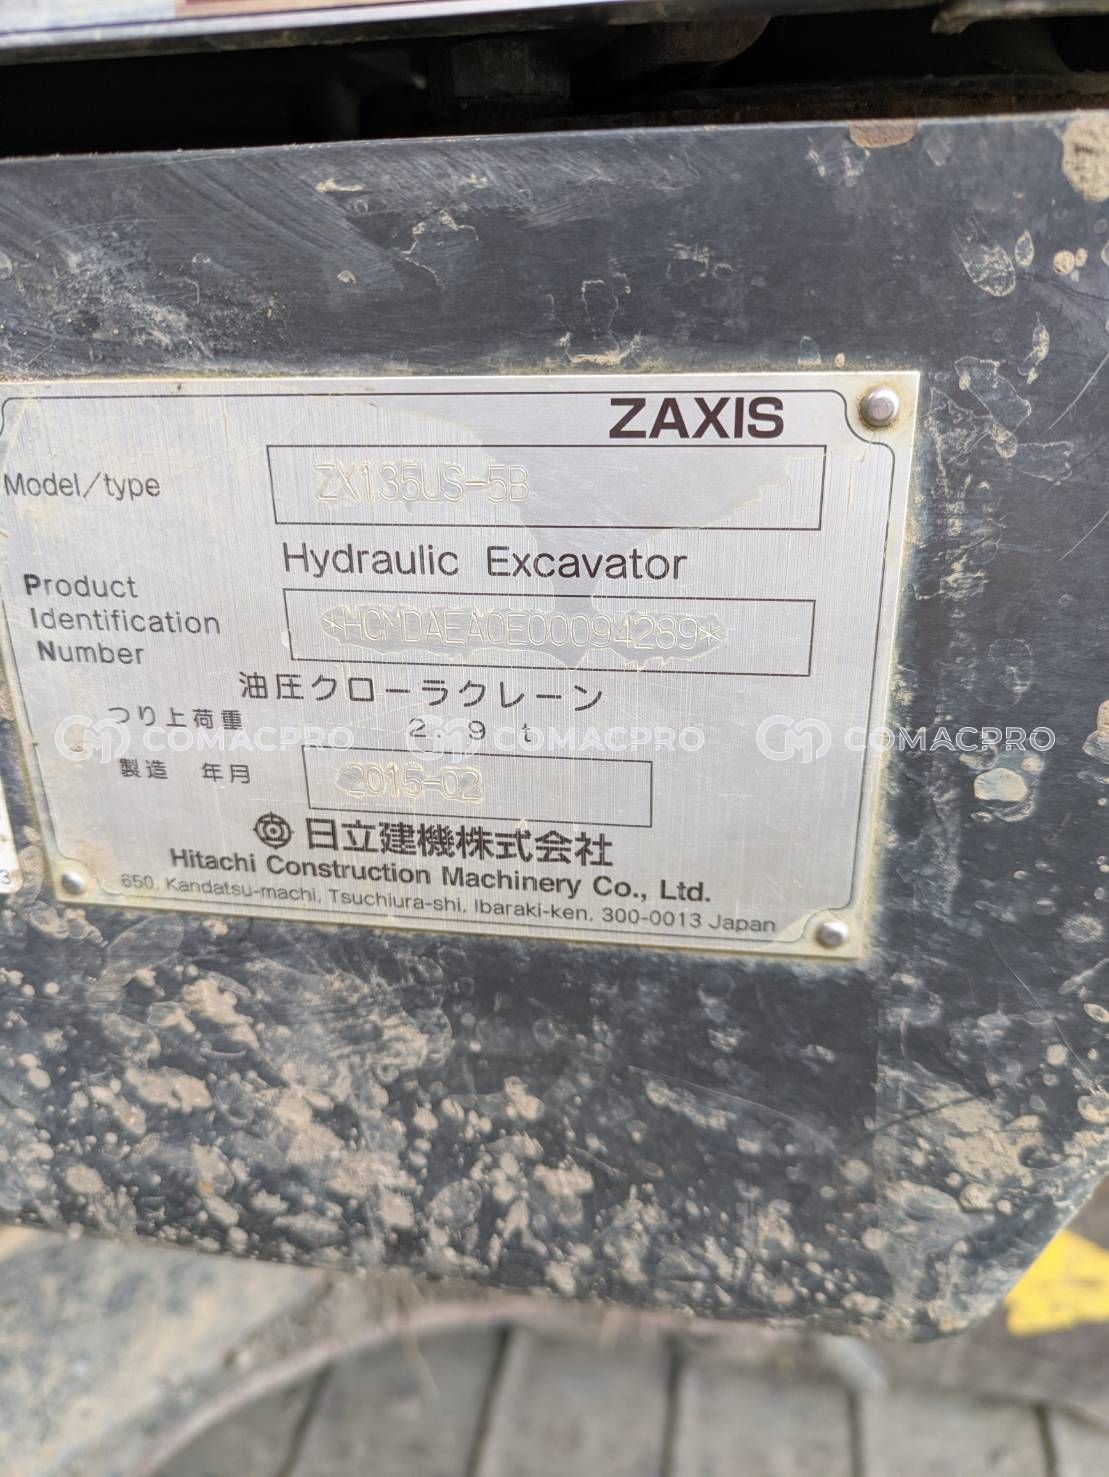 ZAXIS
Model/type ZX135US-5B
Hydraulic Excavator
Product
Identification
Number
*HCMDAEA0E00094289*
油圧クローラクレーン
つり上荷重 2.9 t
COMACPRO COMACPRO COMACPRO
製造 年月 2015-02
日立建機株式会社
Hitachi Construction Machinery Co., Ltd.
650, Kandatsu-machi, Tsuchiura-shi, Ibaraki-ken, 300-0013 Japan
3